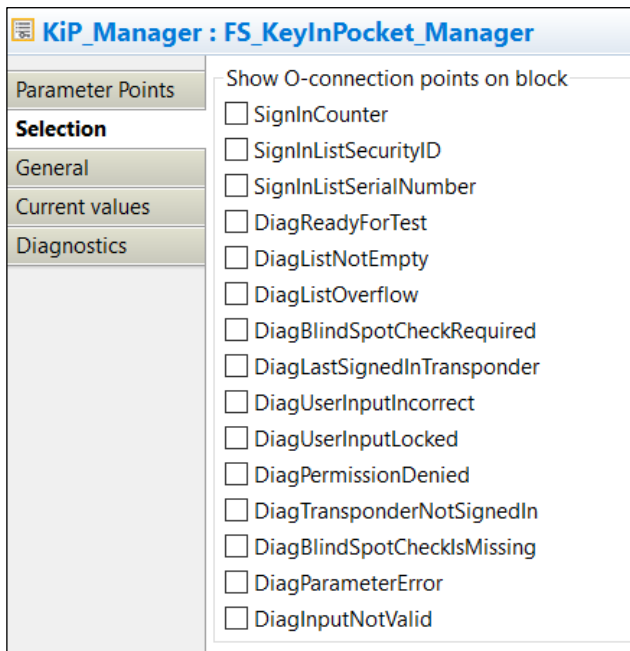 KiP_Manager : FS_KeyInPocket_Manager
Parameter Points
Selection
General
Current values
Diagnostics
Show O-connection points on block
SignInCounter
SignInListSecurityID
SignInListSerialNumber
DiagReadyForTest
DiagListNotEmpty
DiagListOverflow
DiagBlindSpotCheckRequired
DiagLastSignedInTransponder
DiagUserInputIncorrect
DiagUserInputLocked
DiagPermissionDenied
DiagTransponderNotSignedIn
DiagBlindSpotCheckIsMissing
DiagParameterError
DiagInputNotValid